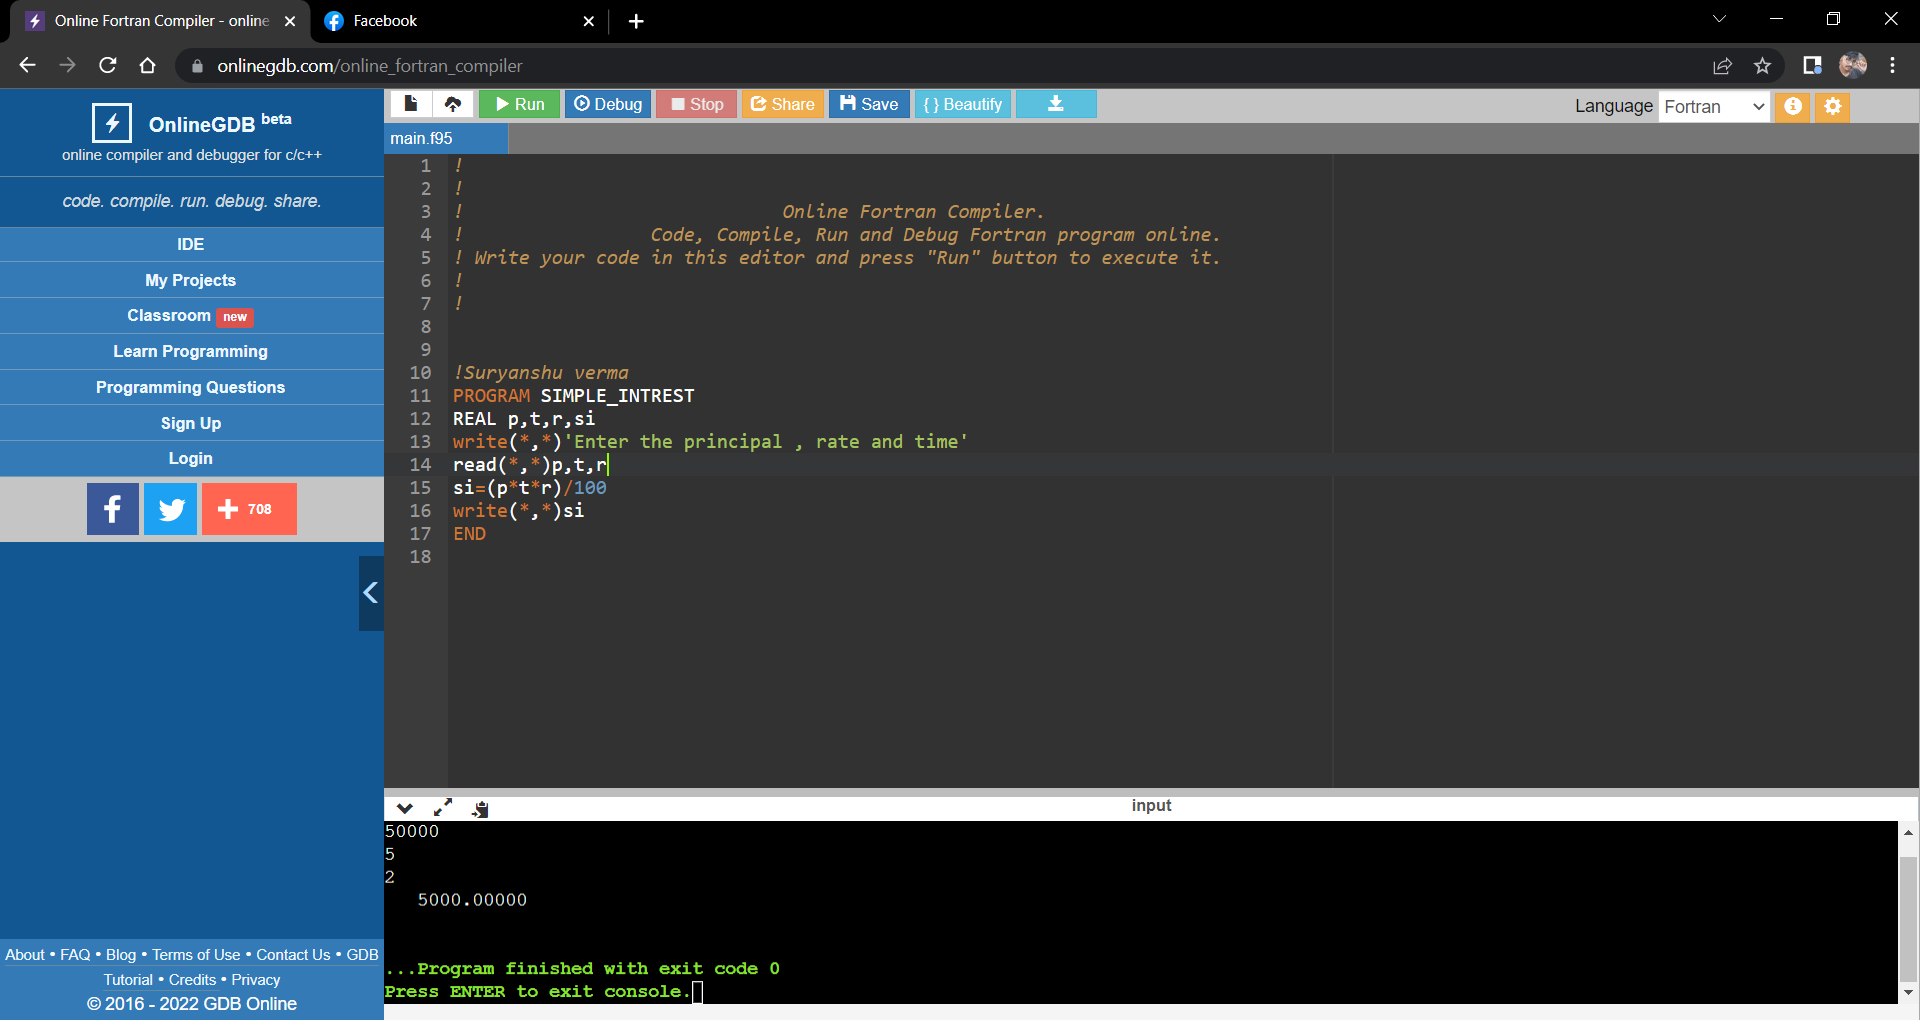 Online Fortran Compiler - online
Facebook
onlinegdb.com/online_fortran_compiler
OnlineGDB beta
online compiler and debugger for c/c++
code. compile. run. debug. share.
IDE
My Projects
Classroom new
Learn Programming
Programming Questions
Sign Up
Login
f
708
About • FAQ • Blog • Terms of Use • Contact Us • GDB
Tutorial • Credits • Privacy
© 2016 - 2022 GDB Online
Run Debug Stop Share Save {} Beautify
Language Fortran
main.f95
1 !
2 !
3 ! Online Fortran Compiler.
4 ! Code, Compile, Run and Debug Fortran program online.
5 ! Write your code in this editor and press "Run" button to execute it.
6 !
7 !
8
9
10 !Suryanshu verma
11 PROGRAM SIMPLE_INTREST
12 REAL p,t,r,si
13 write(*,*)'Enter the principal , rate and time'
14 read(*,*)p,t,r
15 si=(p*t*r)/100
16 write(*,*)si
17 END
18
input
50000
5
2
5000.00000
...Program finished with exit code 0
Press ENTER to exit console.